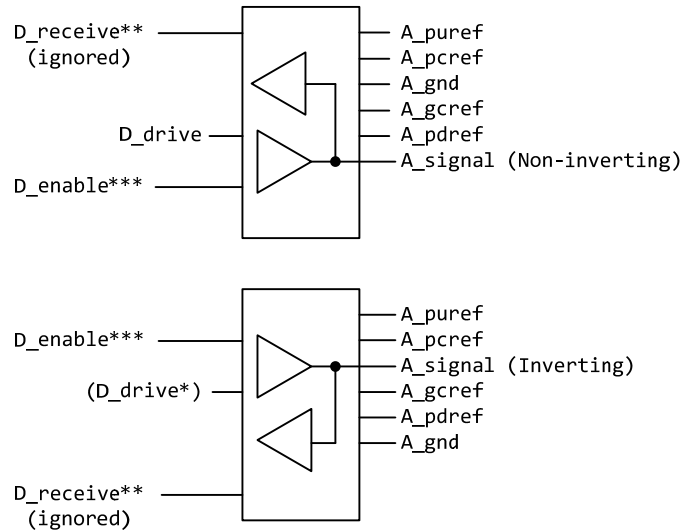 D_receive**
(ignored)
D_drive
D_enable***
A_puref
A_pcref
A_gnd
A_gcref
A_pdref
A_signal (Non-inverting)
D_enable***
(D_drive*)
D_receive**
(ignored)
A_puref
A_pcref
A_signal (Inverting)
A_gcref
A_pdref
A_gnd